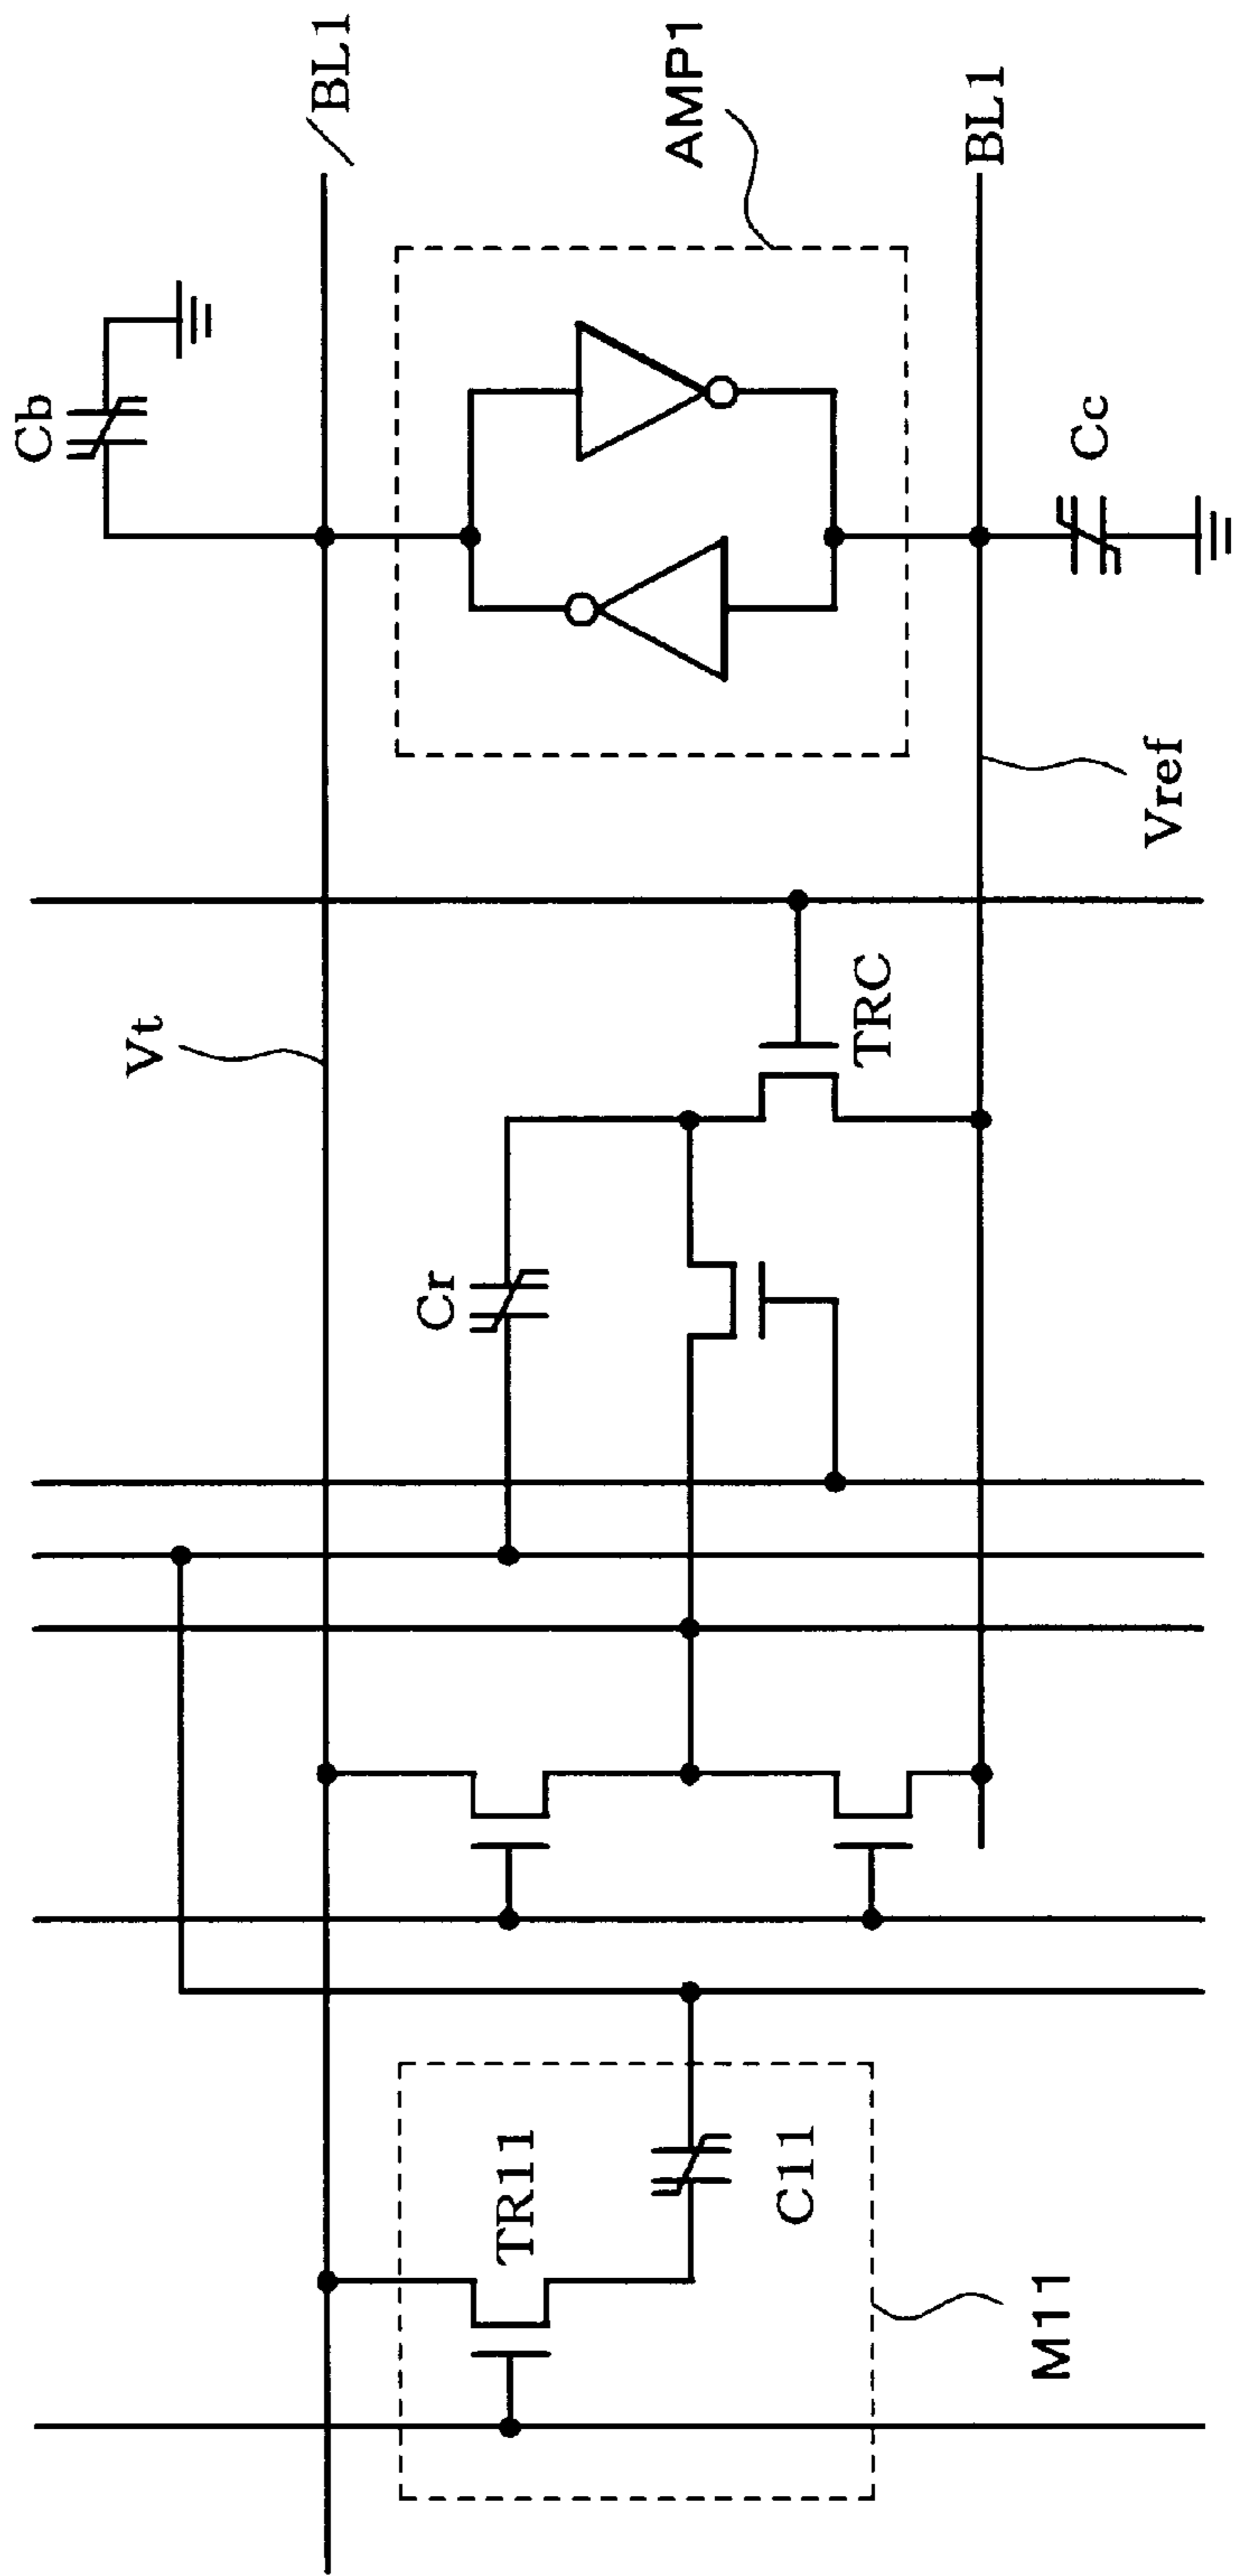 /BL1
Cb
AMP1
BL1
Cc
Vref
Vt
TRC
Cr
TR11
C11
M11